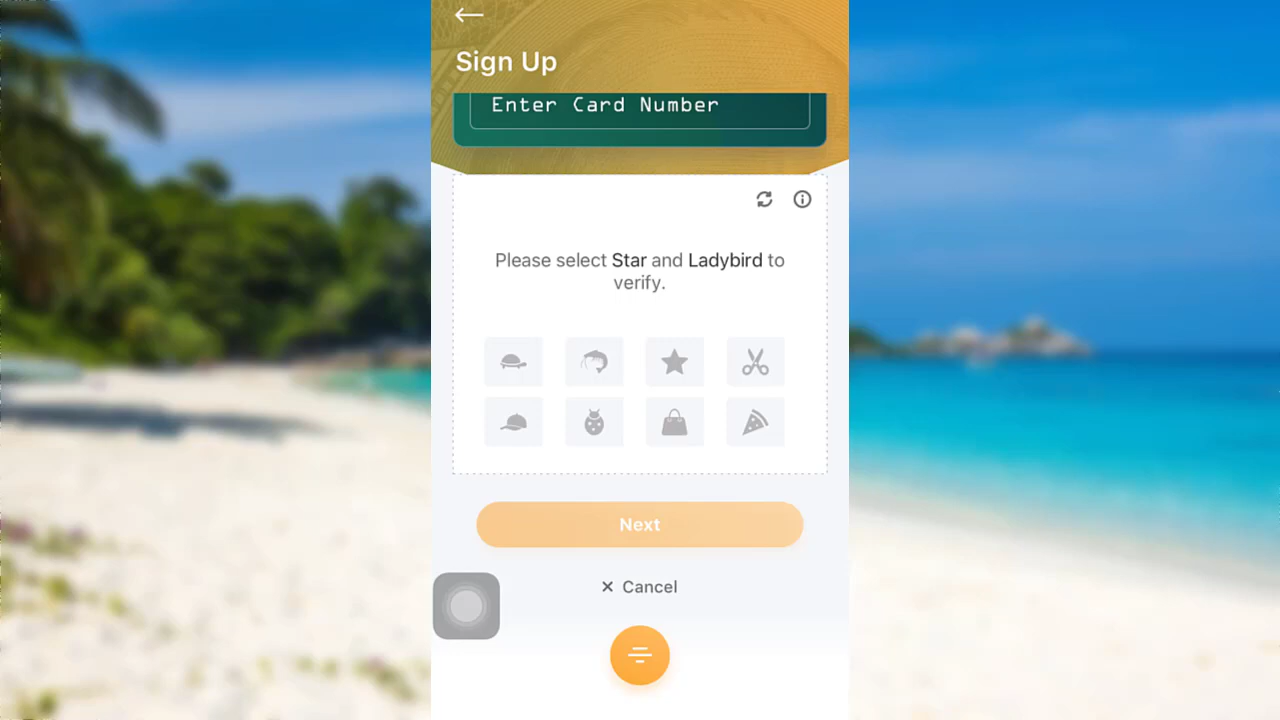 Sign Up
Enter Card Number
Please select Star and Ladybird to
verify.
Next
Cancel